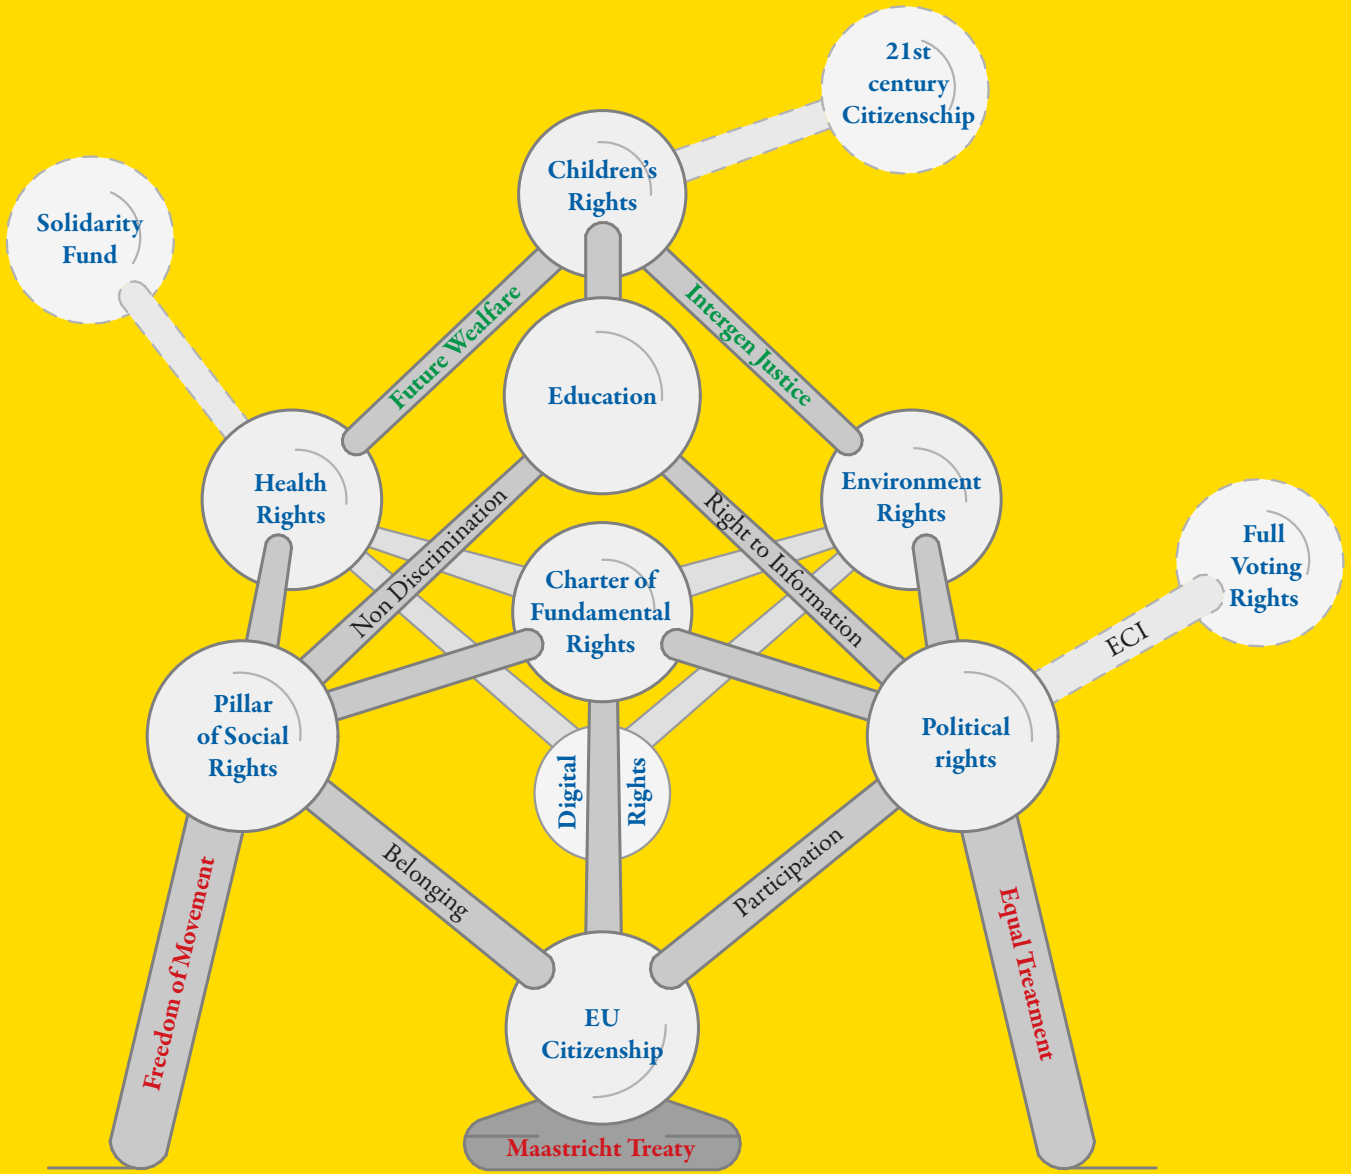 21st
century
Citizenschip
Children's
Rights
Solidarity
Fund
Future Wealfare
Intergen Justice
Education
Health
Rights
Environment
Rights
Non Discrimination
Right to Information
Full
Voting
Rights
ECI
Charter of
Fundamental
Rights
Pillar
of Social
Rights
Political
rights
Digital
Rights
Belonging
Participation
Freedom of Movement
Equal Treatment
EU
Citizenship
Maastricht Treaty